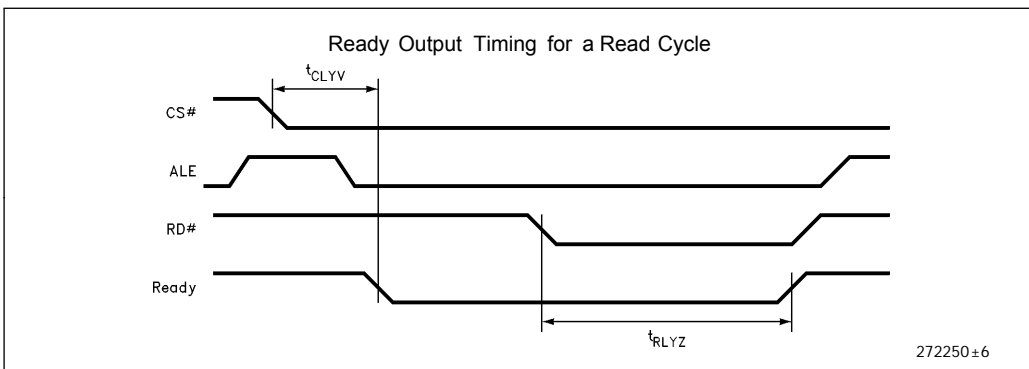 Ready Output Timing for a Read Cycle
tCLYV
CS#
ALE
RD#
Ready
tRLYZ
272250±6